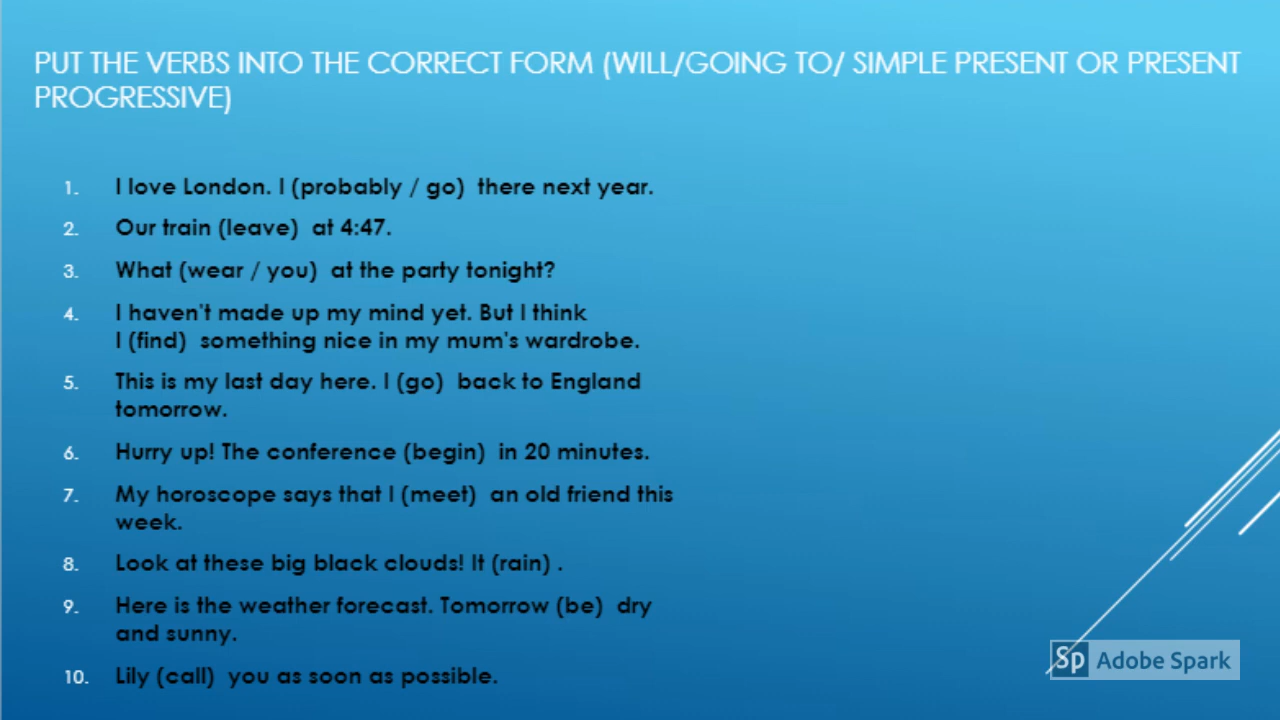 PUT THE VERBS INTO THE CORRECT FORM (WILL/GOING TO/ SIMPLE PRESENT OR PRESENT
PROGRESSIVE)
1. I love London. I (probably / go)  there next year.
2. Our train (leave)  at 4:47.
3. What (wear / you)  at the party tonight?
4. I haven't made up my mind yet. But I think
I (find)  something nice in my mum's wardrobe.
5. This is my last day here. I (go)  back to England
tomorrow.
6. Hurry up! The conference (begin)  in 20 minutes.
7. My horoscope says that I (meet)  an old friend this
week.
8. Look at these big black clouds! It (rain) .
9. Here is the weather forecast. Tomorrow (be)  dry
and sunny.
10. Lily (call)  you as soon as possible.
Sp Adobe Spark